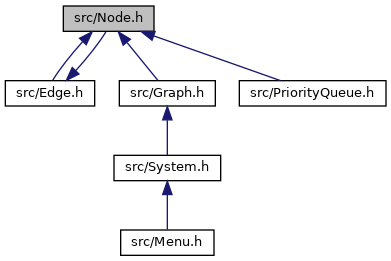 src/Node.h
src/Edge.h
src/Graph.h
src/PriorityQueue.h
src/System.h
src/Menu.h